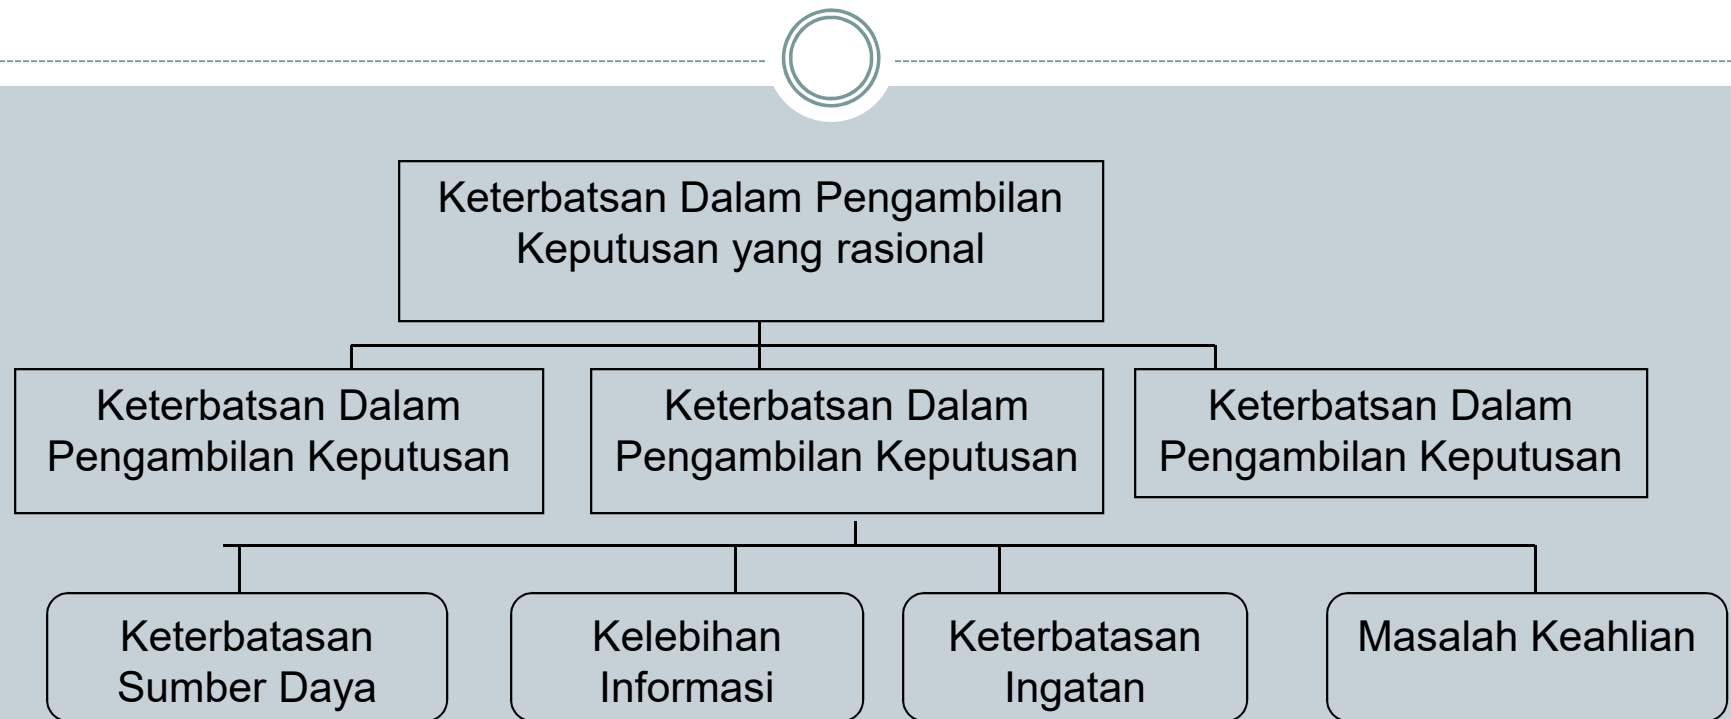 Keterbatsan Dalam Pengambilan
Keputusan yang rasional
Keterbatsan Dalam
Pengambilan Keputusan
Keterbatsan Dalam
Pengambilan Keputusan
Keterbatsan Dalam
Pengambilan Keputusan
Keterbatasan
Sumber Daya
Kelebihan
Informasi
Keterbatasan
Ingatan
Masalah Keahlian